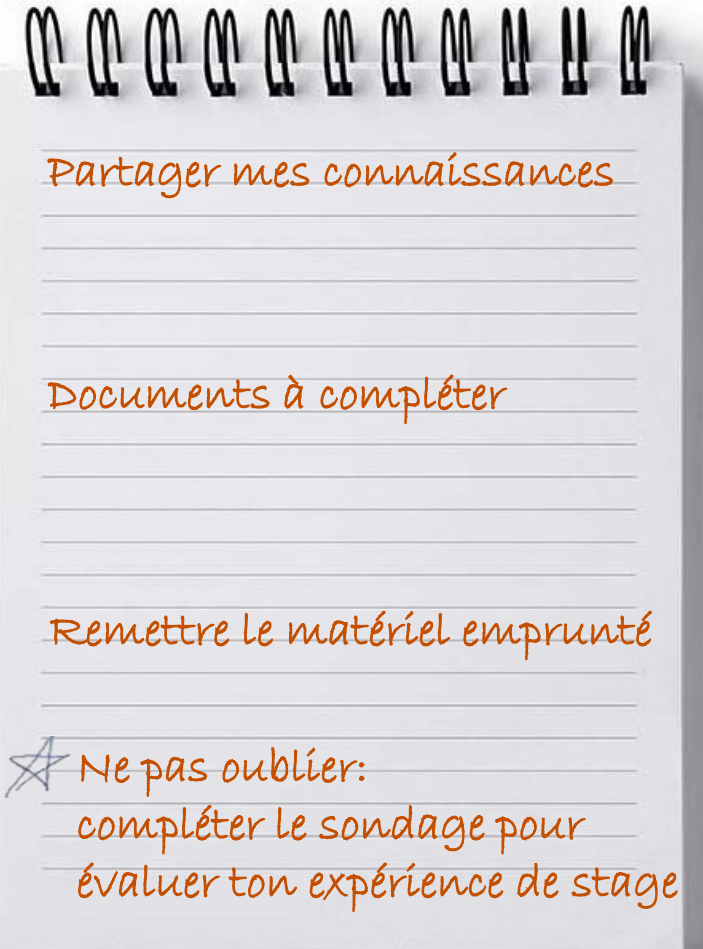 Partager mes connaissances
Documents à compléter
Remettre le matériel emprunté
Ne pas oublier:
compléter le sondage pour
évaluer ton expérience de stage